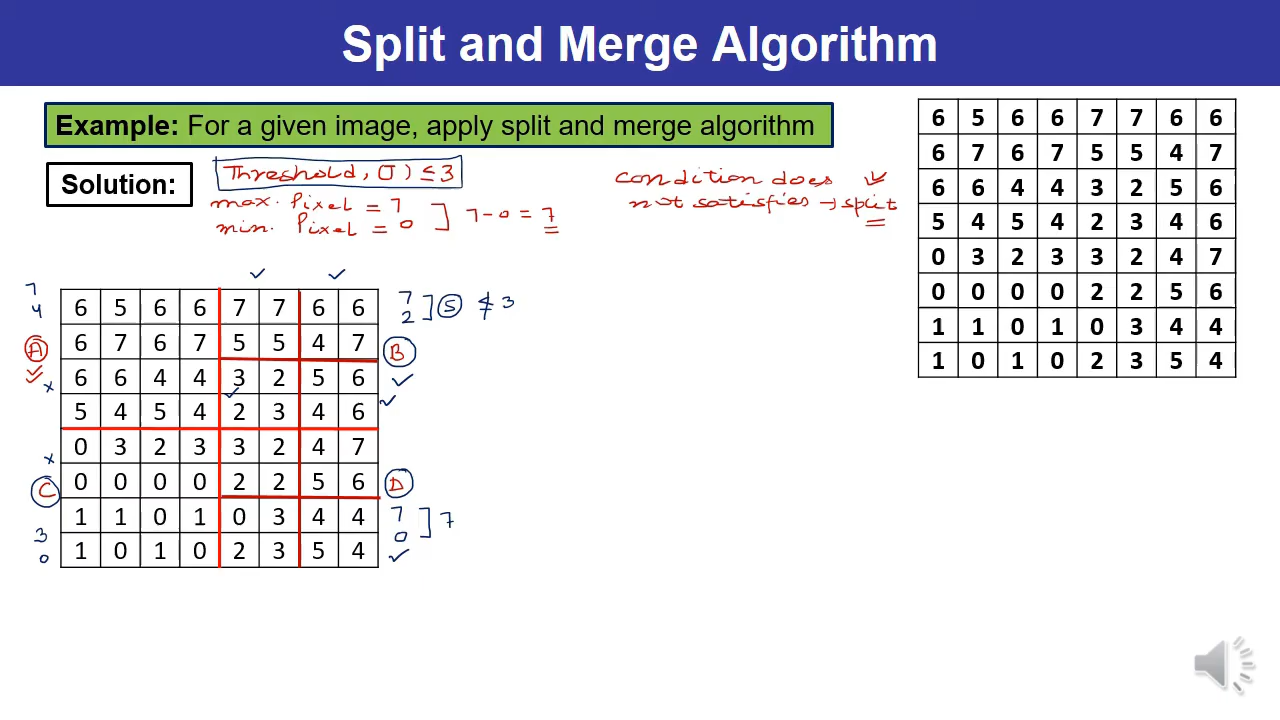 Split and Merge Algorithm
Example: For a given image, apply split and merge algorithm
Solution:
Threshold, (T) ≤ 3
max. Pixel = 7
min. Pixel = 0
] 7-0 = 7
condition does
not satisfies → split
6 5 6 6 7 7 6 6
6 7 6 7 5 5 4 7
6 6 4 4 3 2 5 6
5 4 5 4 2 3 4 6
0 3 2 3 3 2 4 7
0 0 0 0 2 2 5 6
1 1 0 1 0 3 4 4
1 0 1 0 2 3 5 4
7
4
A
6 5 6 6 7 7 6 6
6 7 6 7 5 5 4 7
6 6 4 4 3 2 5 6
5 4 5 4 2 3 4 6
0 3 2 3 3 2 4 7
0 0 0 0 2 2 5 6
1 1 0 1 0 3 4 4
1 0 1 0 2 3 5 4
7
2
] 5 ≰ 3
B
C
3
0
D
7
0
] 7